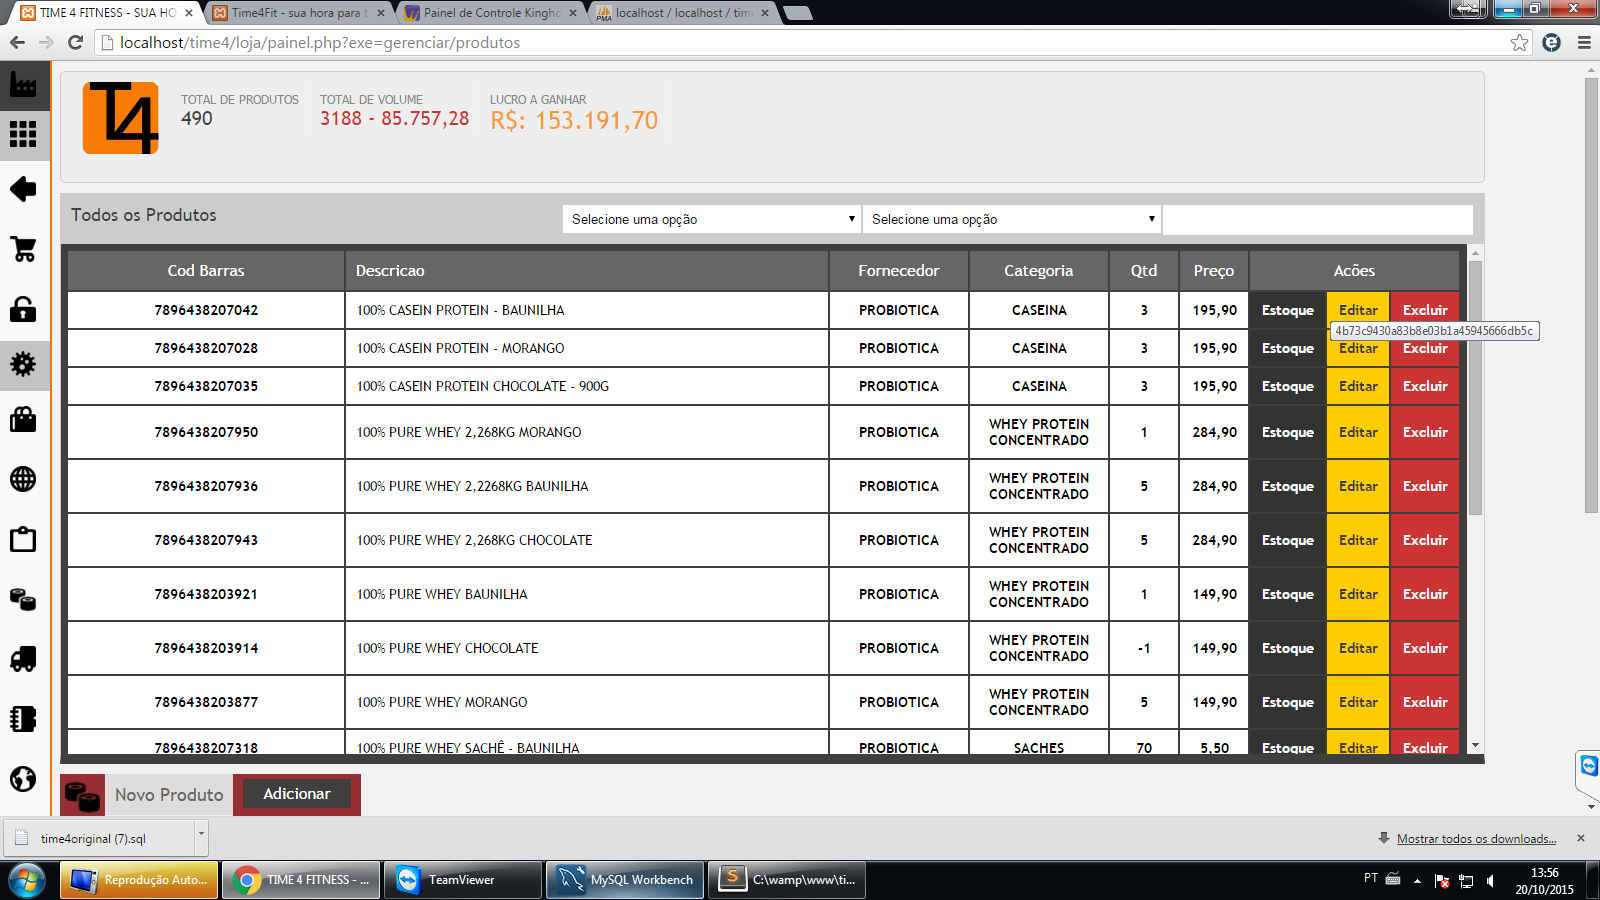 TIME 4 FITNESS - SUA HO
Time4Fit - sua hora para t
Painel de Controle Kingho
localhost / localhost / tim
localhost/time4/loja/painel.php?exe=gerenciar/produtos
T4
TOTAL DE PRODUTOS
490
TOTAL DE VOLUME
3188 - 85.757,28
LUCRO A GANHAR
R$: 153.191,70
Todos os Produtos
Selecione uma opção
Selecione uma opção
Cod Barras Descricao Fornecedor Categoria Qtd Preço Acões
7896438207042 100% CASEIN PROTEIN - BAUNILHA PROBIOTICA CASEINA 3 195,90 Estoque Editar Excluir
4b73c9430a83b8e03b1a45945666db5c
7896438207028 100% CASEIN PROTEIN - MORANGO PROBIOTICA CASEINA 3 195,90 Estoque Editar Excluir
7896438207035 100% CASEIN PROTEIN CHOCOLATE - 900G PROBIOTICA CASEINA 3 195,90 Estoque Editar Excluir
7896438207950 100% PURE WHEY 2,268KG MORANGO PROBIOTICA WHEY PROTEIN CONCENTRADO 1 284,90 Estoque Editar Excluir
7896438207936 100% PURE WHEY 2,2268KG BAUNILHA PROBIOTICA WHEY PROTEIN CONCENTRADO 5 284,90 Estoque Editar Excluir
7896438207943 100% PURE WHEY 2,268KG CHOCOLATE PROBIOTICA WHEY PROTEIN CONCENTRADO 5 284,90 Estoque Editar Excluir
7896438203921 100% PURE WHEY BAUNILHA PROBIOTICA WHEY PROTEIN CONCENTRADO 1 149,90 Estoque Editar Excluir
7896438203914 100% PURE WHEY CHOCOLATE PROBIOTICA WHEY PROTEIN CONCENTRADO -1 149,90 Estoque Editar Excluir
7896438203877 100% PURE WHEY MORANGO PROBIOTICA WHEY PROTEIN CONCENTRADO 5 149,90 Estoque Editar Excluir
7896438207318 100% PURE WHEY SACHÊ - BAUNILHA PROBIOTICA SACHES 70 5,50 Estoque Editar Excluir
Novo Produto
Adicionar
time4original (7).sql
Mostrar todos os downloads...
Reprodução Auto...
TIME 4 FITNESS - ...
TeamViewer
MySQL Workbench
C:\wamp\www\ti...
PT
13:56
20/10/2015